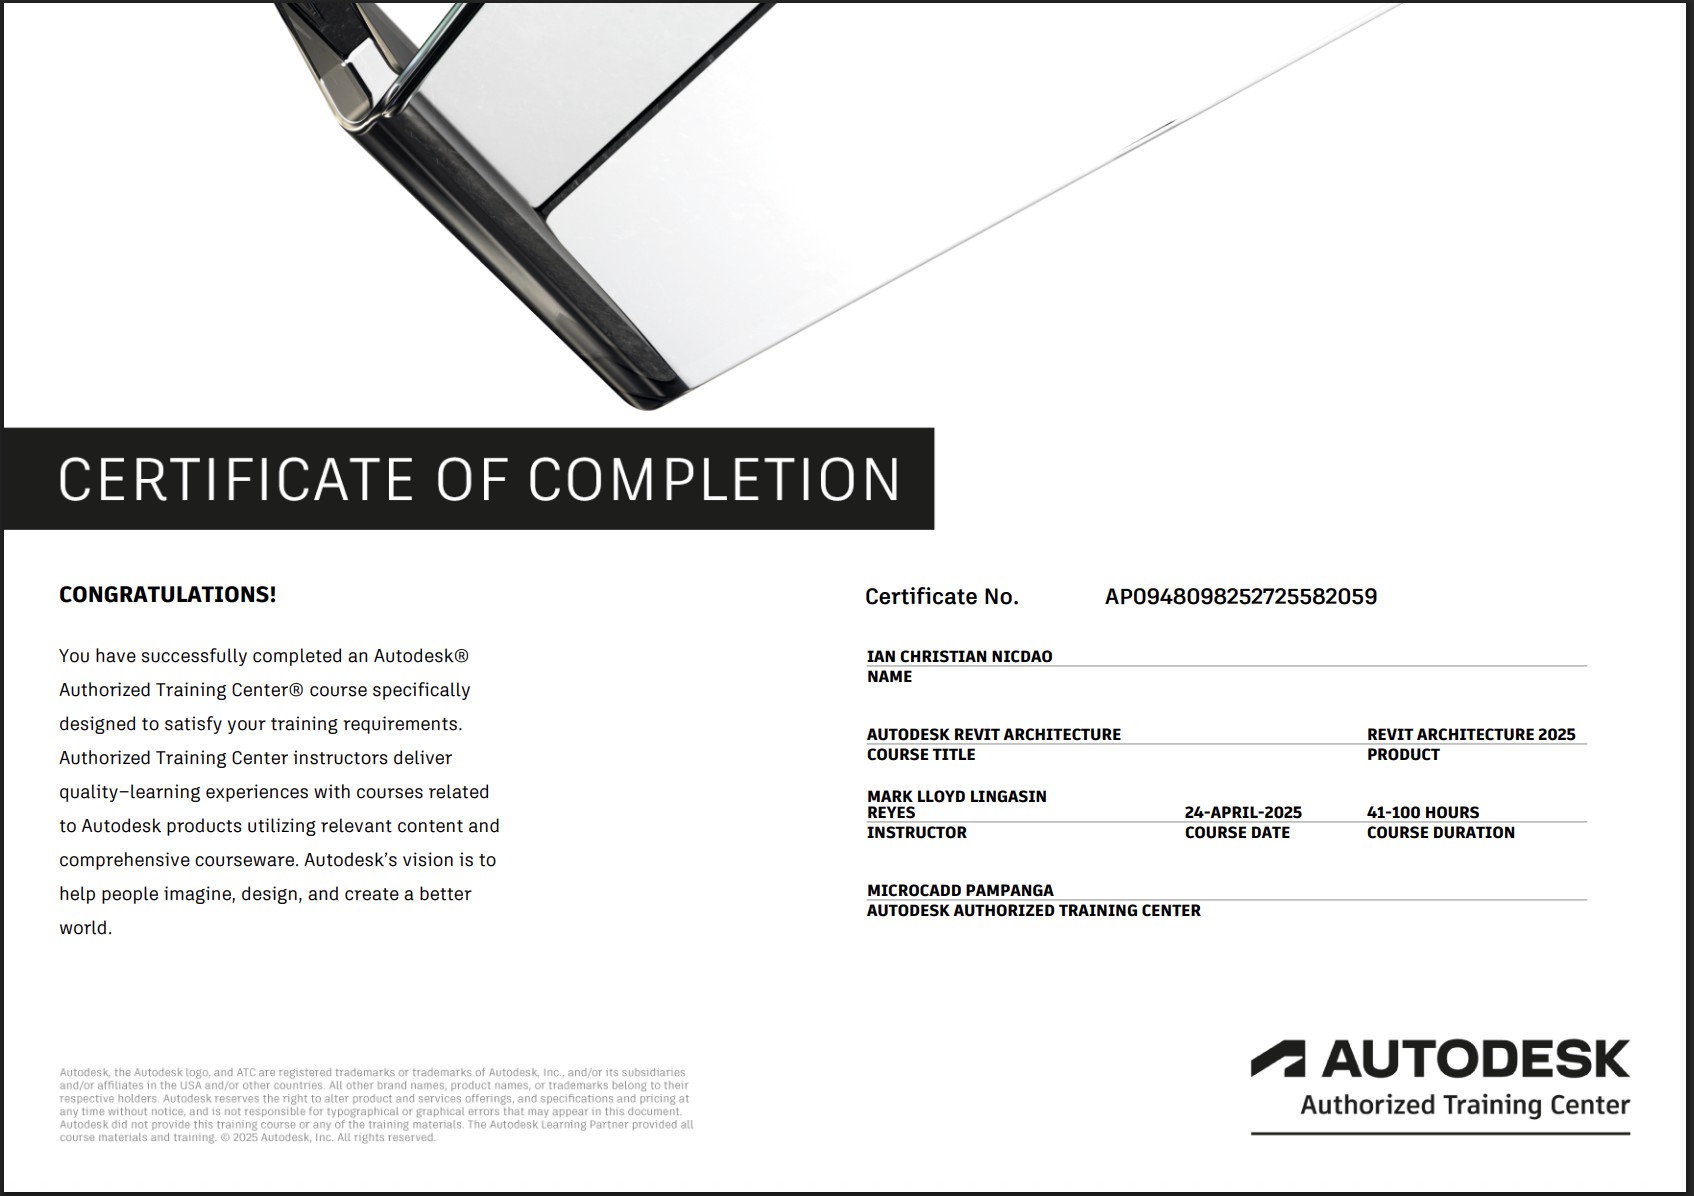 CERTIFICATE OF COMPLETION
CONGRATULATIONS!
You have successfully completed an Autodesk®
Authorized Training Center® course specifically
designed to satisfy your training requirements.
Authorized Training Center instructors deliver
quality–learning experiences with courses related
to Autodesk products utilizing relevant content and
comprehensive courseware. Autodesk's vision is to
help people imagine, design, and create a better
world.
Certificate No. AP0948098252725582059
IAN CHRISTIAN NICDAO
NAME
AUTODESK REVIT ARCHITECTURE REVIT ARCHITECTURE 2025
COURSE TITLE PRODUCT
MARK LLOYD LINGASIN
REYES 24-APRIL-2025 41-100 HOURS
INSTRUCTOR COURSE DATE COURSE DURATION
MICROCADD PAMPANGA
AUTODESK AUTHORIZED TRAINING CENTER
Autodesk, the Autodesk logo, and ATC are registered trademarks or trademarks of Autodesk, Inc., and/or its subsidiaries
and/or affiliates in the USA and/or other countries. All other brand names, product names, or trademarks belong to their
respective holders. Autodesk reserves the right to alter product and services offerings, and specifications and pricing at
any time without notice, and is not responsible for typographical or graphical errors that may appear in this document.
Autodesk did not provide this training course or any of the training materials. The Autodesk Learning Partner provided all
course materials and training. © 2025 Autodesk, Inc. All rights reserved.
AUTODESK
Authorized Training Center